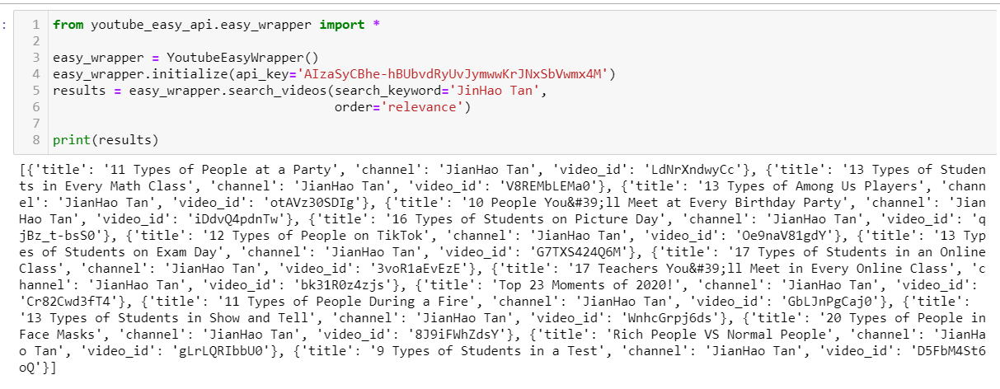 :
1 from youtube_easy_api.easy_wrapper import *
2
3 easy_wrapper = YoutubeEasyWrapper()
4 easy_wrapper.initialize(api_key='AIzaSyCBhe-hBUbvdRyUvJymwwKrJNxSbVwmx4M')
5 results = easy_wrapper.search_videos(search_keyword='JinHao Tan',
6 order='relevance')
7
8 print(results)
[{'title': '11 Types of People at a Party', 'channel': 'JianHao Tan', 'video_id': 'LdNrXndwyCc'}, {'title': '13 Types of Studen
ts in Every Math Class', 'channel': 'JianHao Tan', 'video_id': 'V8REMbLEMa0'}, {'title': '13 Types of Among Us Players', 'chann
el': 'JianHao Tan', 'video_id': 'otAVz30SDIg'}, {'title': '10 People You&#39;ll Meet at Every Birthday Party', 'channel': 'Jian
Hao Tan', 'video_id': 'iDdvQ4pdnTw'}, {'title': '16 Types of Students on Picture Day', 'channel': 'JianHao Tan', 'video_id': 'q
jBz_t-bsS0'}, {'title': '12 Types of People on TikTok', 'channel': 'JianHao Tan', 'video_id': 'Oe9naV81gdY'}, {'title': '13 Typ
es of Students on Exam Day', 'channel': 'JianHao Tan', 'video_id': 'G7TXS424Q6M'}, {'title': '17 Types of Students in an Online
Class', 'channel': 'JianHao Tan', 'video_id': '3voR1aEvEzE'}, {'title': '17 Teachers You&#39;ll Meet in Every Online Class', 'c
hannel': 'JianHao Tan', 'video_id': 'bk31R0z4zjs'}, {'title': 'Top 23 Moments of 2020!', 'channel': 'JianHao Tan', 'video_id':
'Cr82Cwd3fT4'}, {'title': '11 Types of People During a Fire', 'channel': 'JianHao Tan', 'video_id': 'GbLJnPgCaj0'}, {'title':
'13 Types of Students in Show and Tell', 'channel': 'JianHao Tan', 'video_id': 'WnhcGrpj6ds'}, {'title': '20 Types of People in
Face Masks', 'channel': 'JianHao Tan', 'video_id': '8J9iFWhZdsY'}, {'title': 'Rich People VS Normal People', 'channel': 'JianHa
o Tan', 'video_id': 'gLrLQRIbbU0'}, {'title': '9 Types of Students in a Test', 'channel': 'JianHao Tan', 'video_id': 'D5FbM4St6
oQ'}]